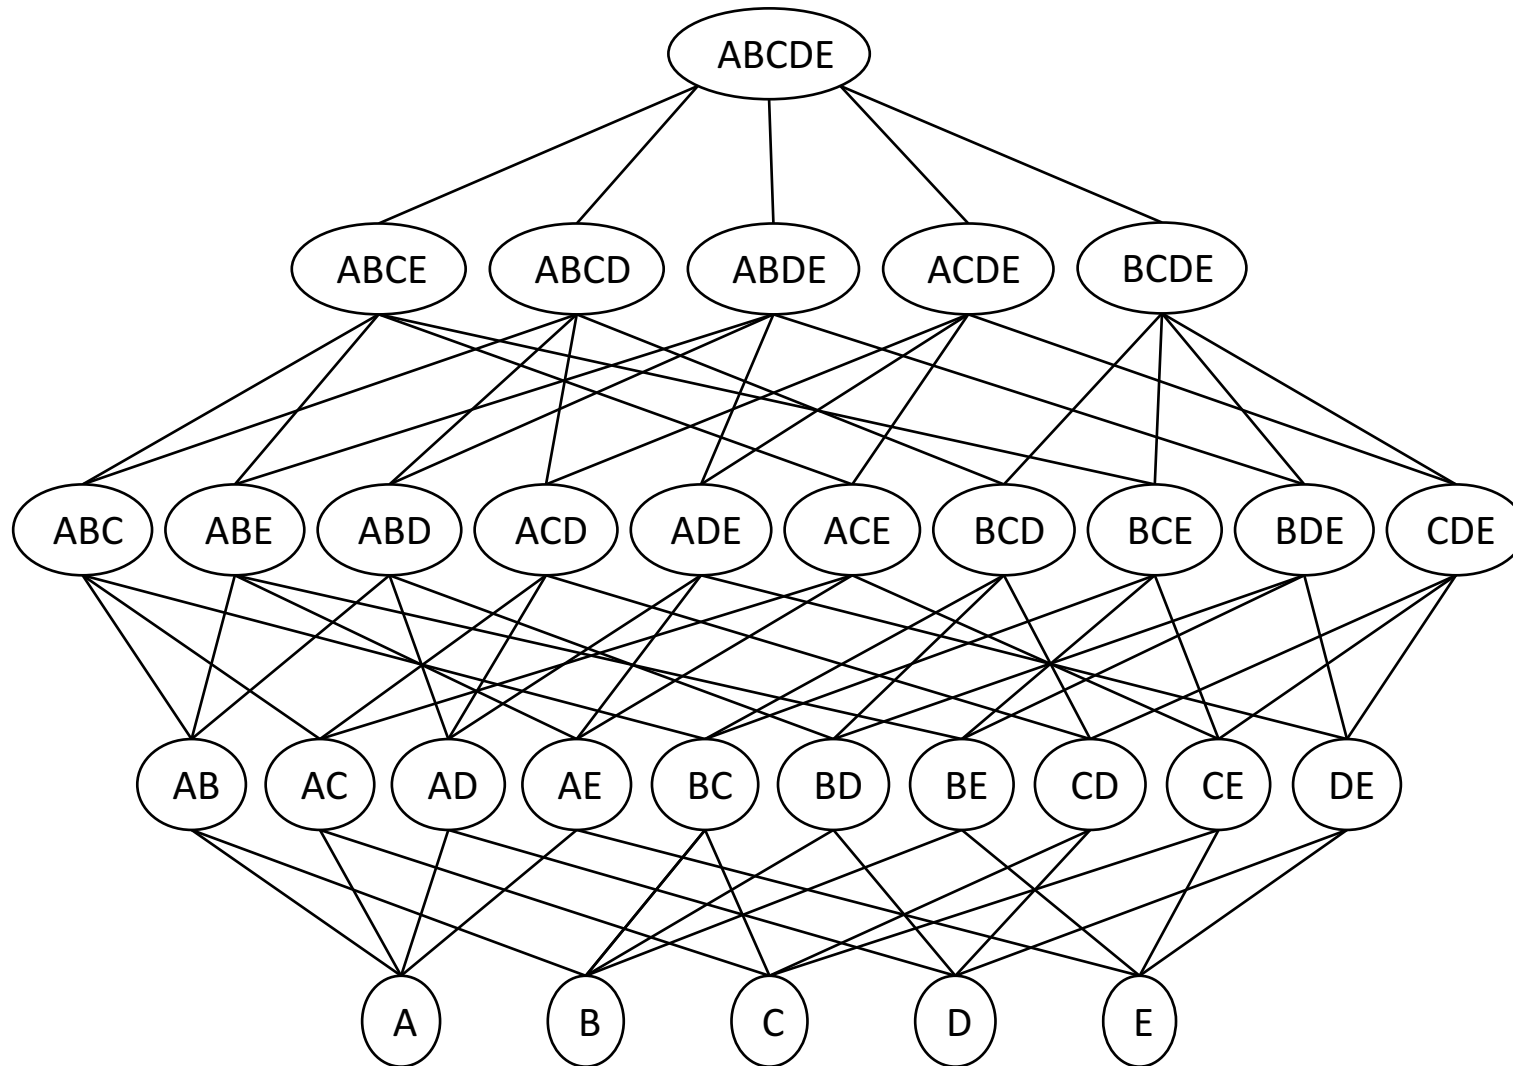 ABCDE
ABCE ABCD ABDE ACDE BCDE
ABC ABE ABD ACD ADE ACE BCD BCE BDE CDE
AB AC AD AE BC BD BE CD CE DE
A B C D E